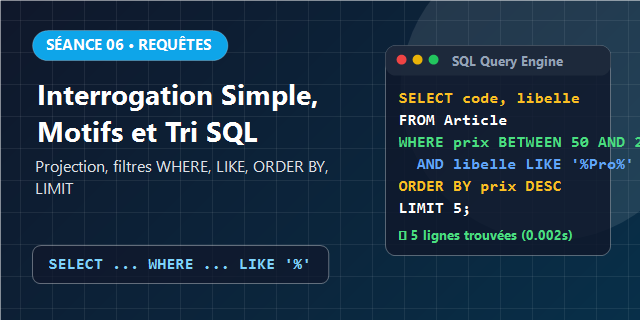 SÉANCE 06 • REQUÊTES
Interrogation Simple,
Motifs et Tri SQL
Projection, filtres WHERE, LIKE, ORDER BY,
LIMIT
SELECT ... WHERE ... LIKE '%'
SQL Query Engine
SELECT code, libelle
FROM Article
WHERE prix BETWEEN 50 AND 2
AND libelle LIKE '%Pro%'
ORDER BY prix DESC
LIMIT 5;
5 lignes trouvées (0.002s)